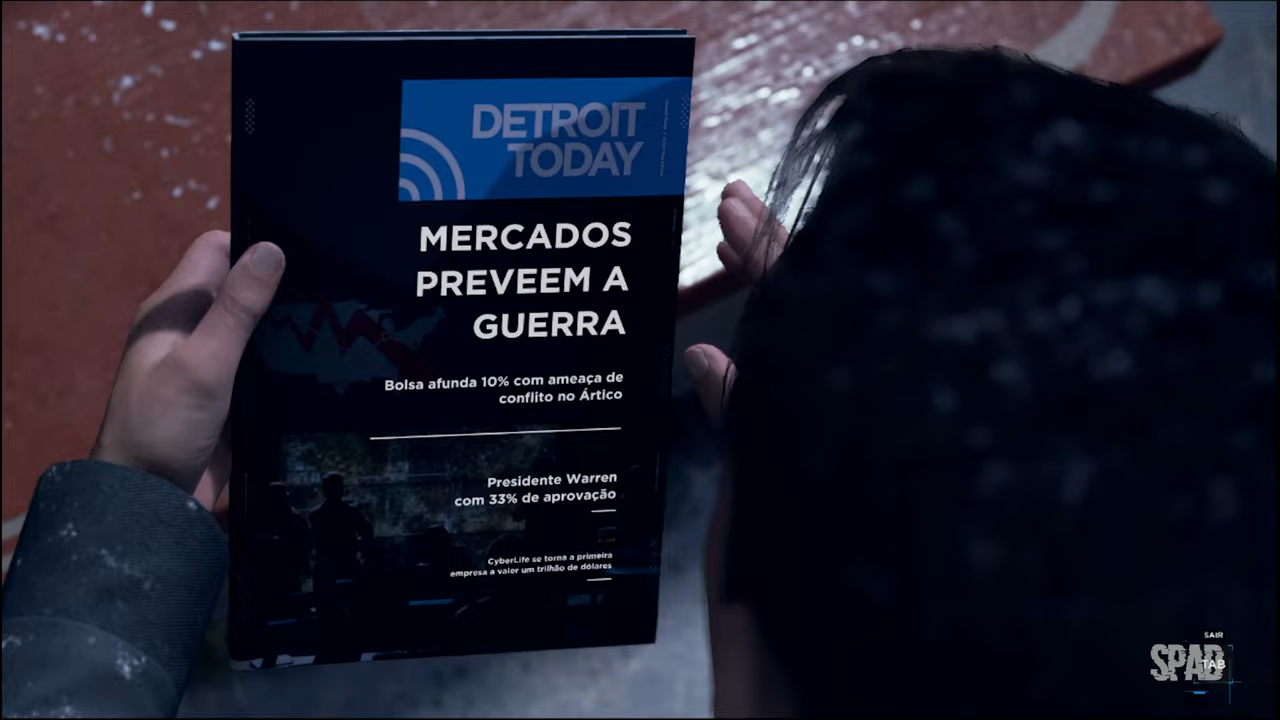 DETROIT
TODAY
MERCADOS
PREVEEM A
GUERRA
Bolsa afunda 10% com ameaça de
conflito no Ártico
Presidente Warren
com 33% de aprovação
CyberLife se torna a primeira
empresa a valer um trilhão de dólares
SAIR
SPAD
TAB